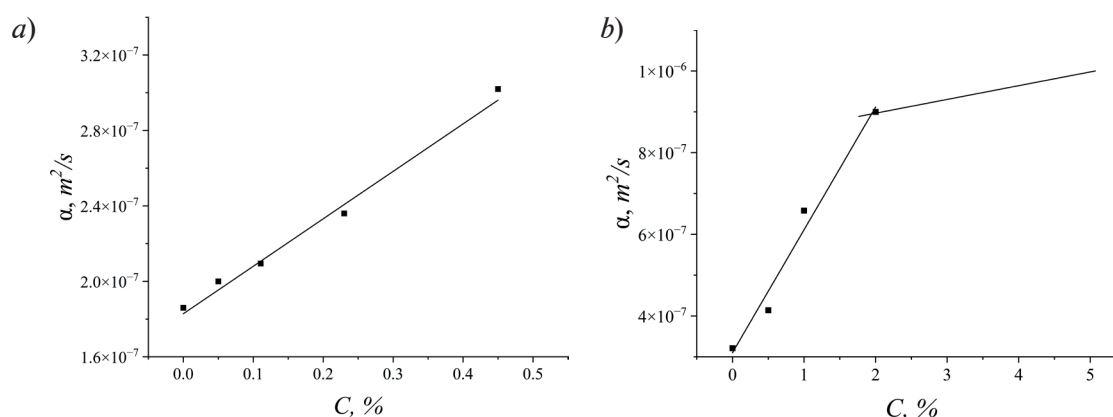 a)
3.2×10⁻⁷
2.8×10⁻⁷
2.4×10⁻⁷
2.0×10⁻⁷
1.6×10⁻⁷
α, m²/s
0.0 0.1 0.2 0.3 0.4 0.5
C, %
b)
1×10⁻⁶
8×10⁻⁷
6×10⁻⁷
4×10⁻⁷
α, m²/s
0 1 2 3 4 5
C, %